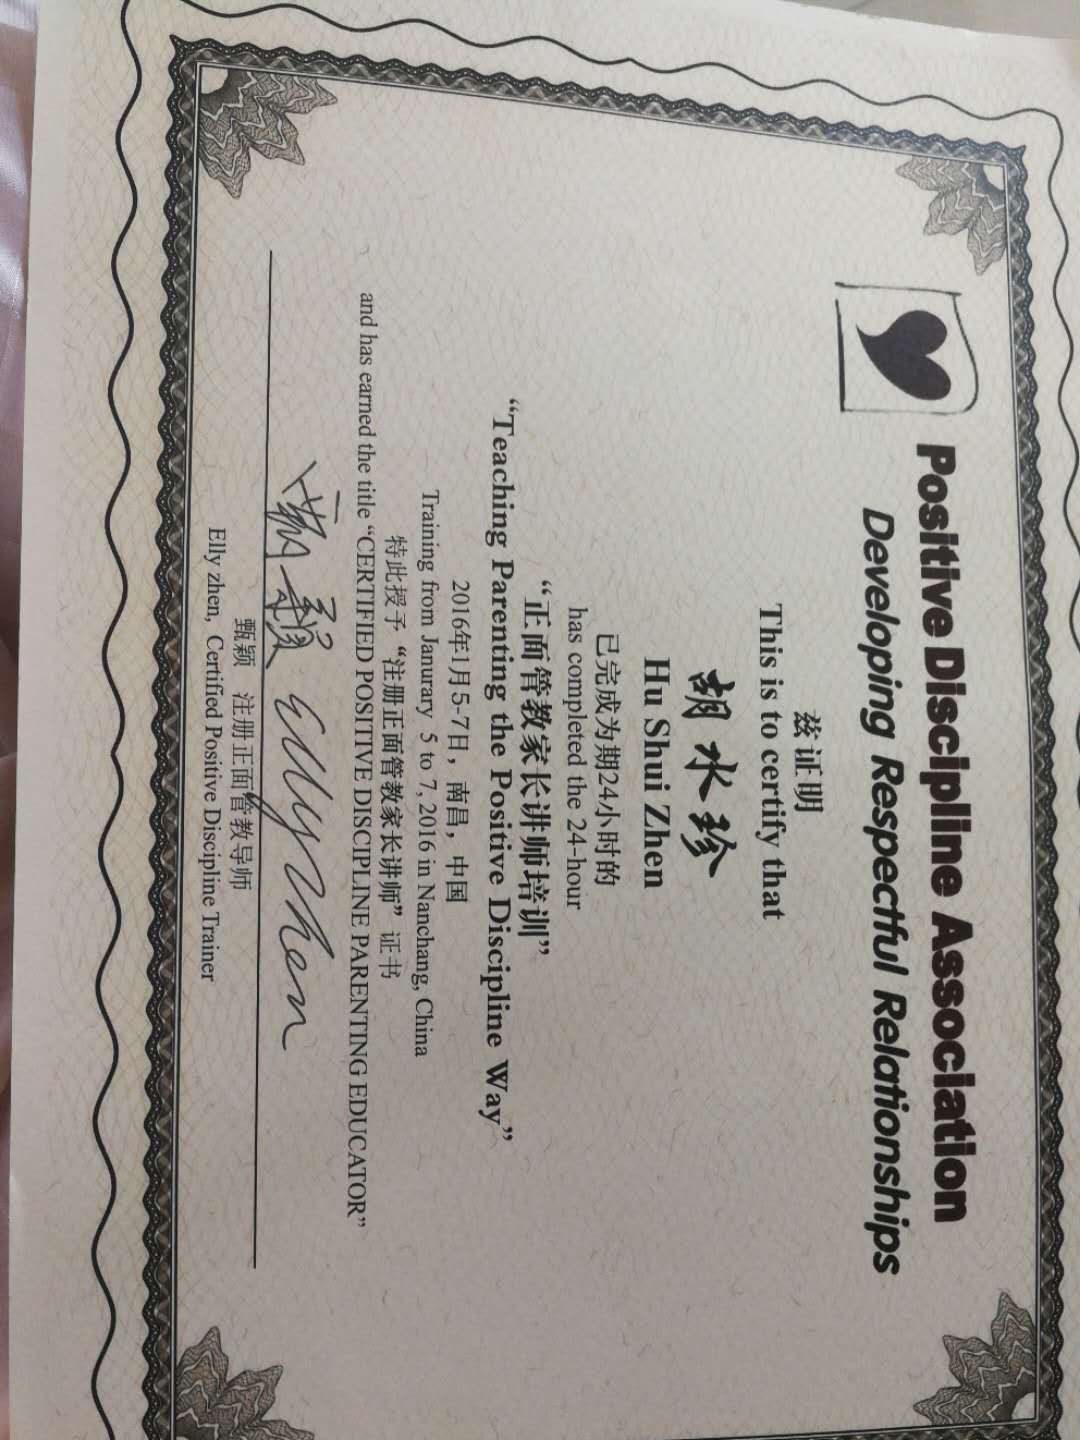 Positive Discipline Association
Developing Respectful Relationships
兹证明
This is to certify that
胡水珍
Hu Shui Zhen
已完成为期24小时的
has completed the 24-hour
“正面管教家长讲师培训”
“Teaching Parenting the Positive Discipline Way”
2016年1月5-7日，南昌，中国
Training from Janurary 5 to 7, 2016 in Nanchang, China
特此授予“注册正面管教家长讲师”证书
and has earned the title “CERTIFIED POSITIVE DISCIPLINE PARENTING EDUCATOR”
甄颖 Elly Zhen
甄颖 注册正面管教导师
Elly zhen, Certified Positive Discipline Trainer